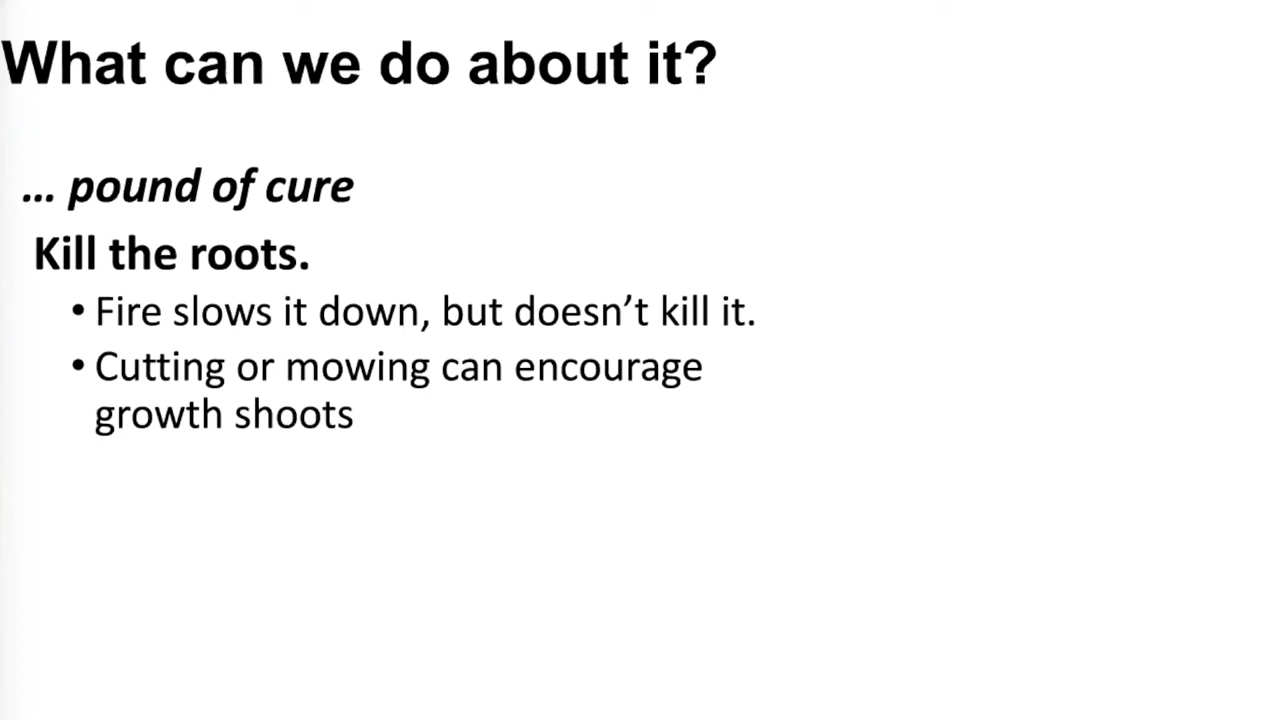 What can we do about it?
… pound of cure
Kill the roots.
• Fire slows it down, but doesn’t kill it.
• Cutting or mowing can encourage
growth shoots